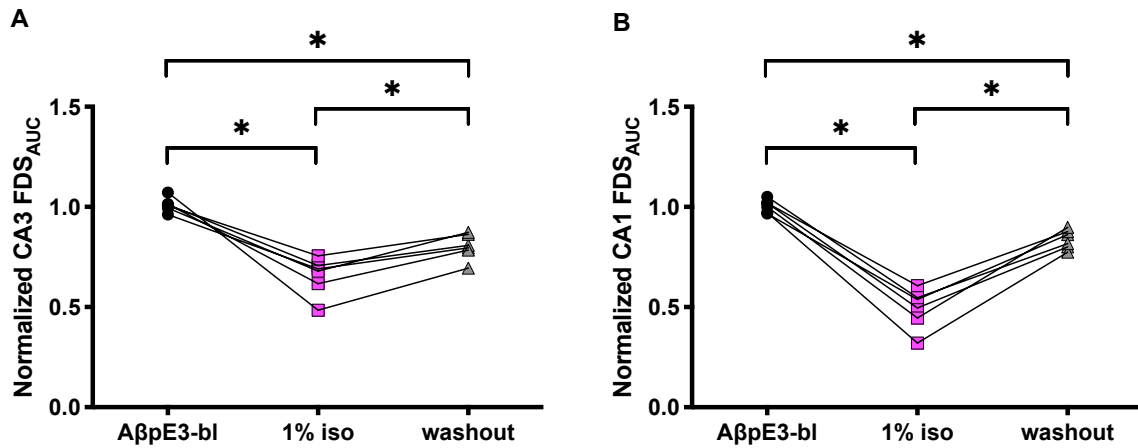 A
Normalized CA3 FDSAUC
1.5
1.0
0.5
0.0
*
*
*
AβpE3-bl
1% iso
washout
B
Normalized CA1 FDSAUC
1.5
1.0
0.5
0.0
*
*
*
AβpE3-bl
1% iso
washout